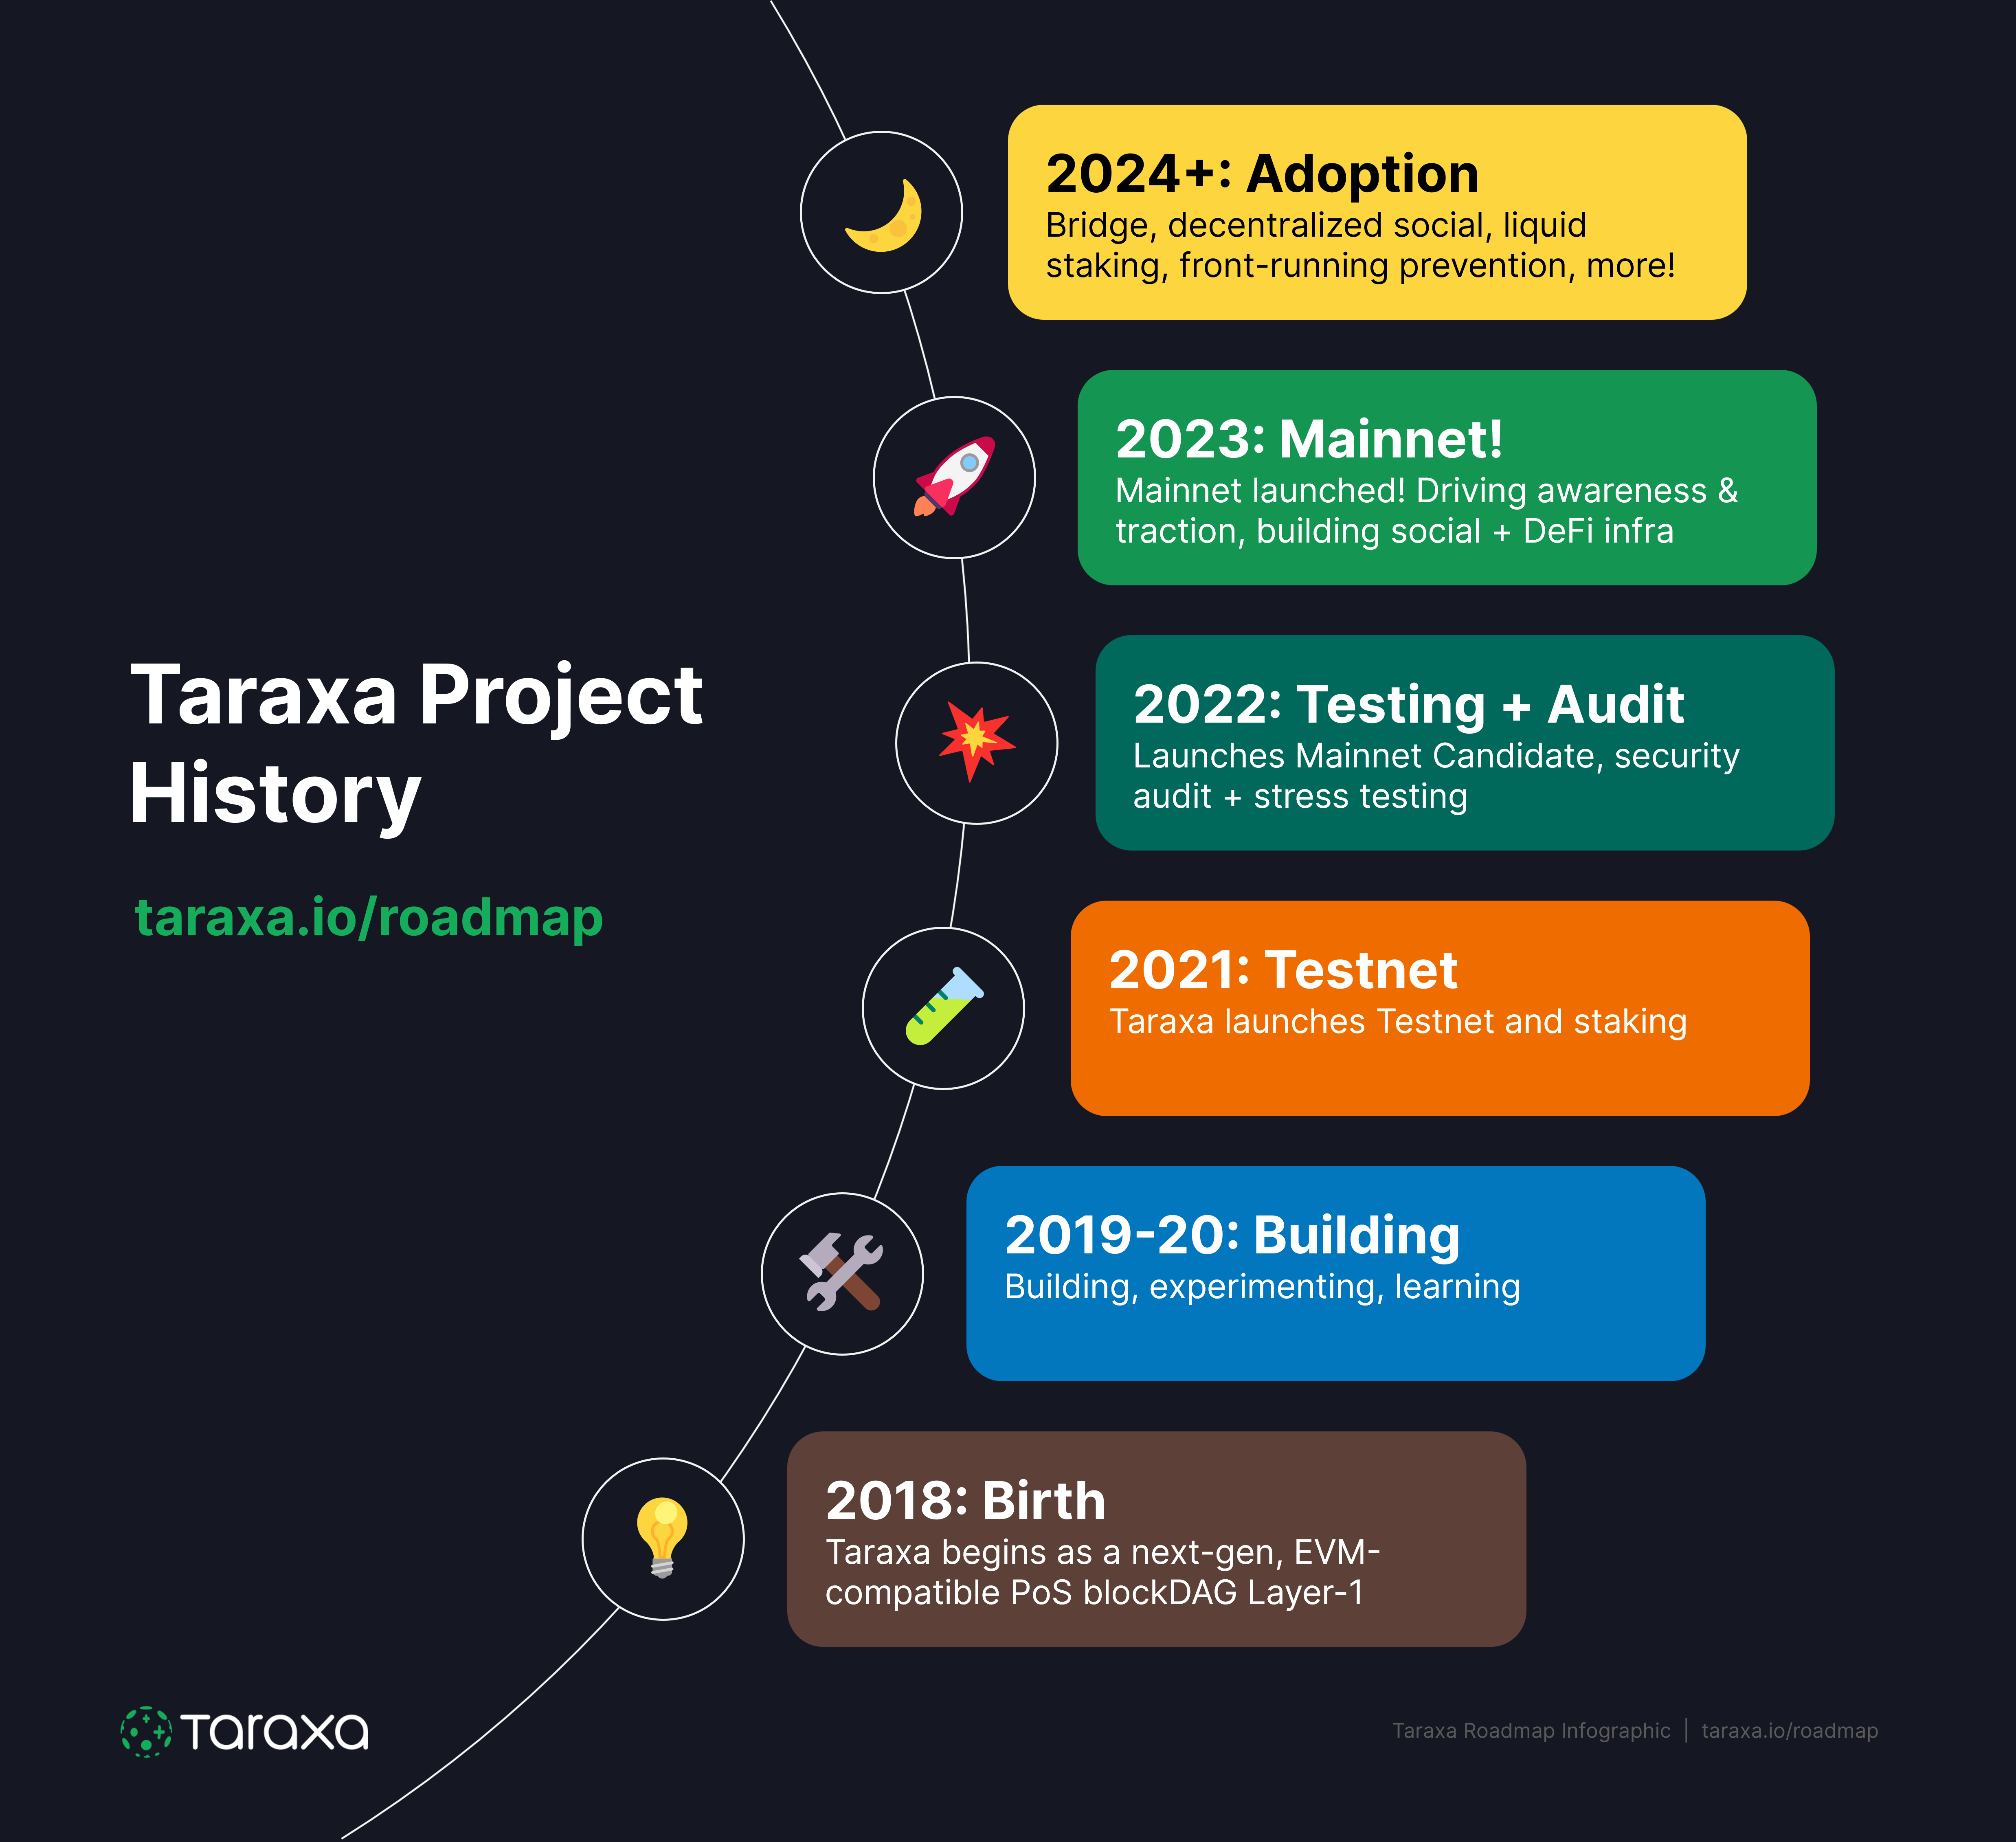 2024+: Adoption
Bridge, decentralized social, liquid
staking, front-running prevention, more!
2023: Mainnet!
Mainnet launched! Driving awareness &
traction, building social + DeFi infra
Taraxa Project
History
taraxa.io/roadmap
2022: Testing + Audit
Launches Mainnet Candidate, security
audit + stress testing
2021: Testnet
Taraxa launches Testnet and staking
2019-20: Building
Building, experimenting, learning
2018: Birth
Taraxa begins as a next-gen, EVM-
compatible PoS blockDAG Layer-1
Taraxa
Taraxa Roadmap Infographic | taraxa.io/roadmap